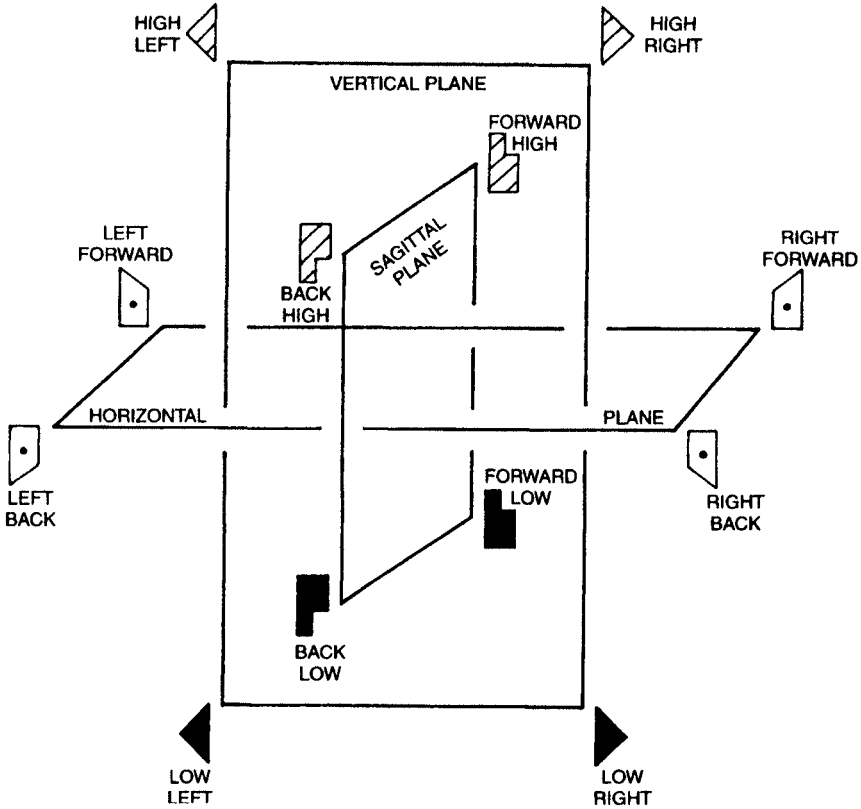 HIGH
LEFT
HIGH
RIGHT
VERTICAL PLANE
FORWARD
HIGH
SAGITTAL
PLANE
LEFT
FORWARD
RIGHT
FORWARD
BACK
HIGH
HORIZONTAL
PLANE
LEFT
BACK
FORWARD
LOW
RIGHT
BACK
BACK
LOW
LOW
LEFT
LOW
RIGHT